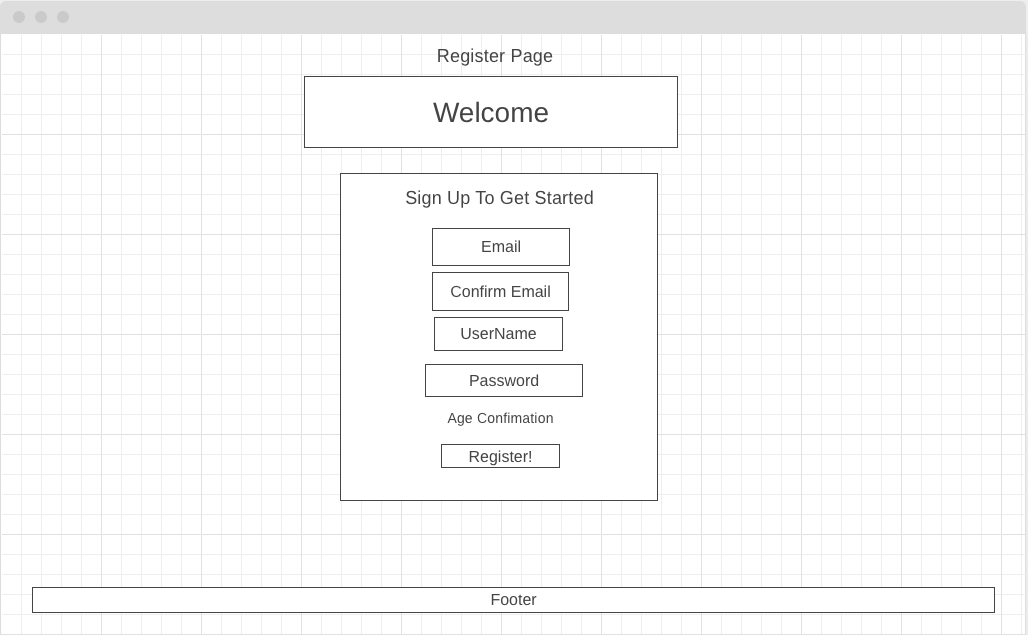 Register Page
Welcome
Sign Up To Get Started
Email
Confirm Email
UserName
Password
Age Confimation
Register!
Footer